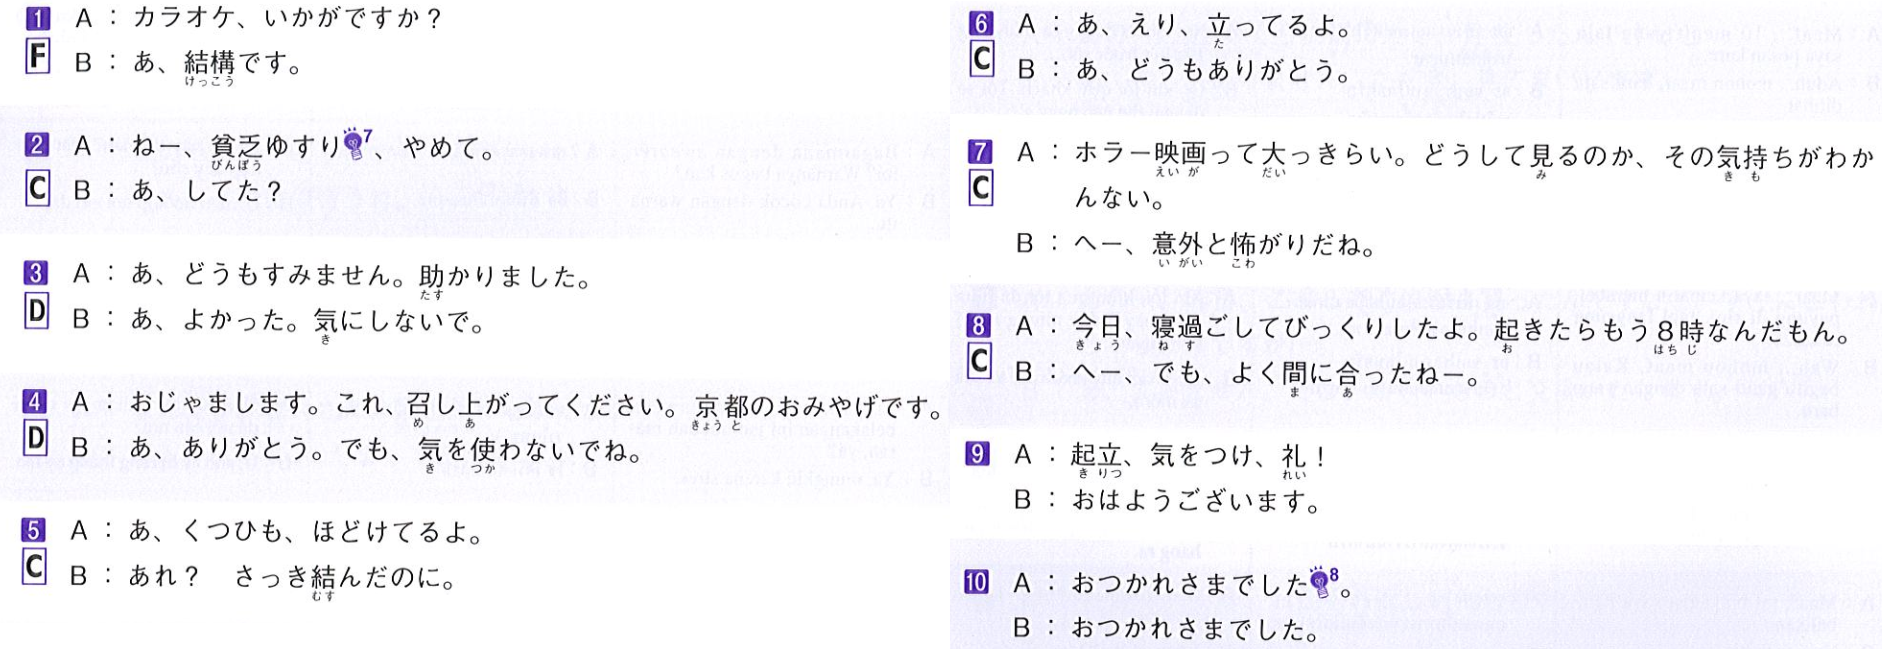 1 A：カラオケ、いかがですか？
F B：あ、結構です。
けっこう
2 A：ねー、貧乏ゆすり7、やめて。
びんぼう
C B：あ、してた？
3 A：あ、どうもすみません。助かりました。
たす
D B：あ、よかった。気にしないで。
き
4 A：おじゃまします。これ、召し上がってください。京都のおみやげです。
め あ きょう と
D B：あ、ありがとう。でも、気を使わないでね。
き つか
5 A：あ、くつひも、ほどけてるよ。
C B：あれ？　さっき結んだのに。
むす
6 A：あ、えり、立ってるよ。
た
C B：あ、どうもありがとう。
7 A：ホラー映画って大っきらい。どうして見るのか、その気持ちがわか
えい が だい み き も
C んない。
B：へー、意外と怖がりだね。
い がい こわ
8 A：今日、寝過ごしてびっくりしたよ。起きたらもう8時なんだもん。
きょう ね す お はち じ
C B：へー、でも、よく間に合ったねー。
ま あ
9 A：起立、気をつけ、礼！
き りつ れい
B：おはようございます。
10 A：おつかれさまでした8。
B：おつかれさまでした。